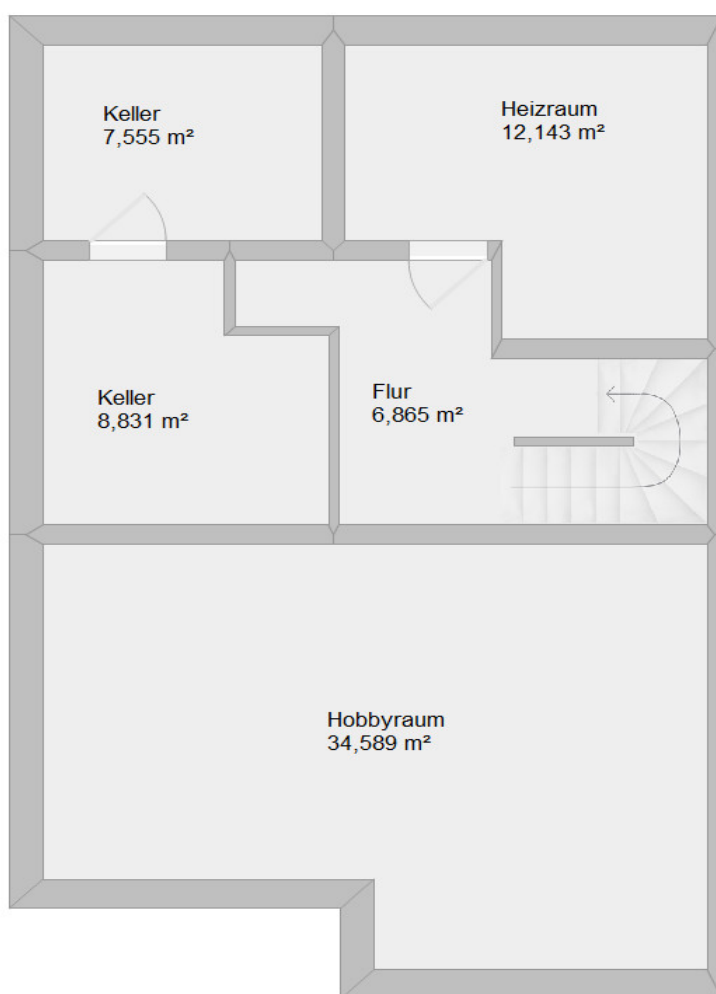 Keller
7,555 m²
Heizraum
12,143 m²
Keller
8,831 m²
Flur
6,865 m²
Hobbyraum
34,589 m²